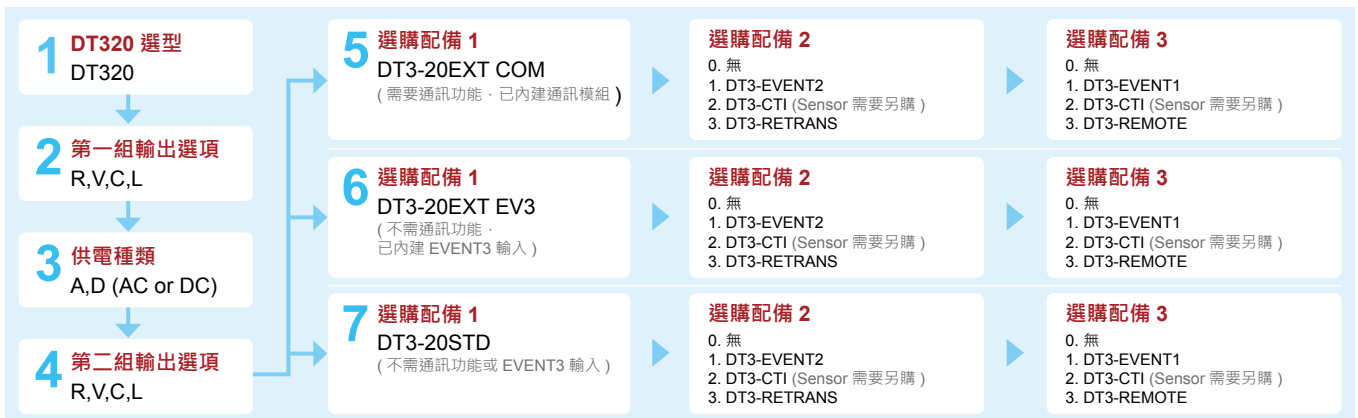 1 DT320 選型
DT320
2 第一組輸出選項
R,V,C,L
3 供電種類
A,D (AC or DC)
4 第二組輸出選項
R,V,C,L
5 選購配備 1
DT3-20EXT COM
( 需要通訊功能，已內建通訊模組 )
選購配備 2
0. 無
1. DT3-EVENT2
2. DT3-CTI (Sensor 需要另購 )
3. DT3-RETRANS
選購配備 3
0. 無
1. DT3-EVENT1
2. DT3-CTI (Sensor 需要另購 )
3. DT3-REMOTE
6 選購配備 1
DT3-20EXT EV3
( 不需通訊功能，
已內建 EVENT3 輸入 )
選購配備 2
0. 無
1. DT3-EVENT2
2. DT3-CTI (Sensor 需要另購 )
3. DT3-RETRANS
選購配備 3
0. 無
1. DT3-EVENT1
2. DT3-CTI (Sensor 需要另購 )
3. DT3-REMOTE
7 選購配備 1
DT3-20STD
( 不需通訊功能或 EVENT3 輸入 )
選購配備 2
0. 無
1. DT3-EVENT2
2. DT3-CTI (Sensor 需要另購 )
3. DT3-RETRANS
選購配備 3
0. 無
1. DT3-EVENT1
2. DT3-CTI (Sensor 需要另購 )
3. DT3-REMOTE